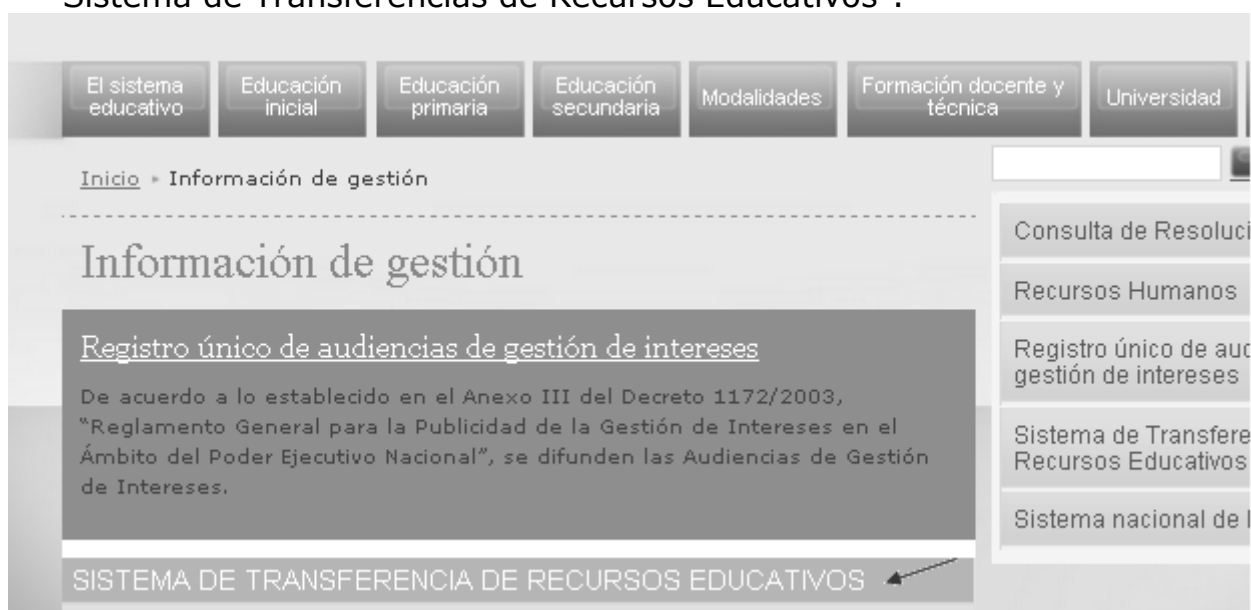 Sistema de Transferencias de Recursos Educativos".
El sistema educativo
Educación inicial
Educación primaria
Educación secundaria
Modalidades
Formación docente y técnica
Universidad
Inicio ▸ Información de gestión
Información de gestión
Registro único de audiencias de gestión de intereses
De acuerdo a lo establecido en el Anexo III del Decreto 1172/2003,
“Reglamento General para la Publicidad de la Gestión de Intereses en el
Ámbito del Poder Ejecutivo Nacional”, se difunden las Audiencias de Gestión
de Intereses.
SISTEMA DE TRANSFERENCIA DE RECURSOS EDUCATIVOS
Consulta de Resoluci
Recursos Humanos
Registro único de aud
gestión de intereses
Sistema de Transfere
Recursos Educativos
Sistema nacional de